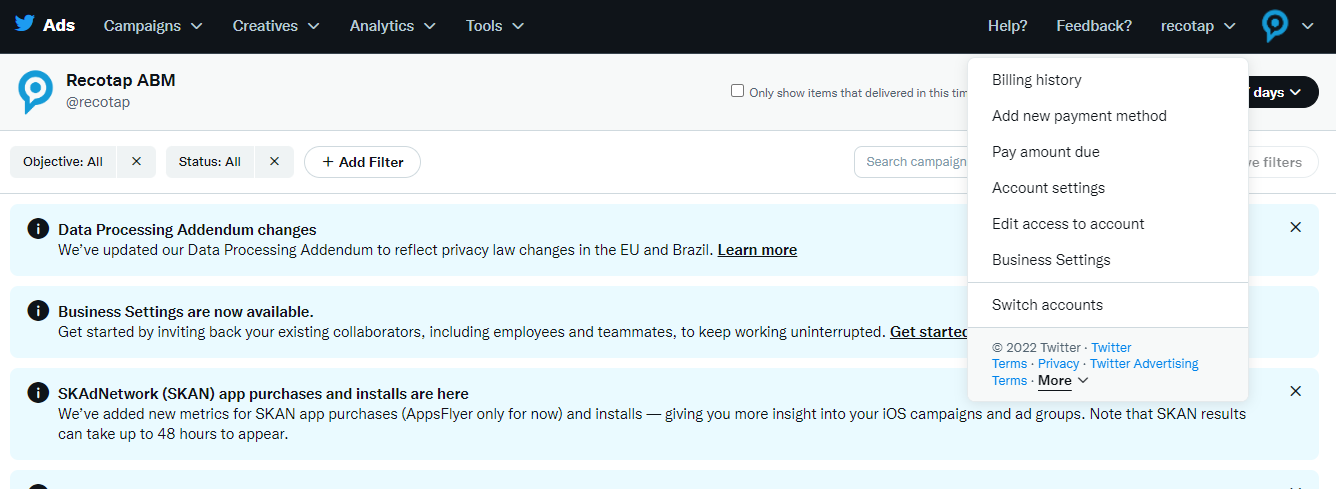 Ads Campaigns Creatives Analytics Tools Help? Feedback? recotap
Recotap ABM
@recotap
Only show items that delivered in this tim
days
Objective: All × Status: All × + Add Filter
Search campaign
e filters
Billing history
Add new payment method
Pay amount due
Account settings
Edit access to account
Business Settings
Switch accounts
© 2022 Twitter · Twitter
Terms · Privacy · Twitter Advertising
Terms · More
Data Processing Addendum changes
We've updated our Data Processing Addendum to reflect privacy law changes in the EU and Brazil. Learn more
Business Settings are now available.
Get started by inviting back your existing collaborators, including employees and teammates, to keep working uninterrupted. Get started
SKAdNetwork (SKAN) app purchases and installs are here
We've added new metrics for SKAN app purchases (AppsFlyer only for now) and installs — giving you more insight into your iOS campaigns and ad groups. Note that SKAN results
can take up to 48 hours to appear.